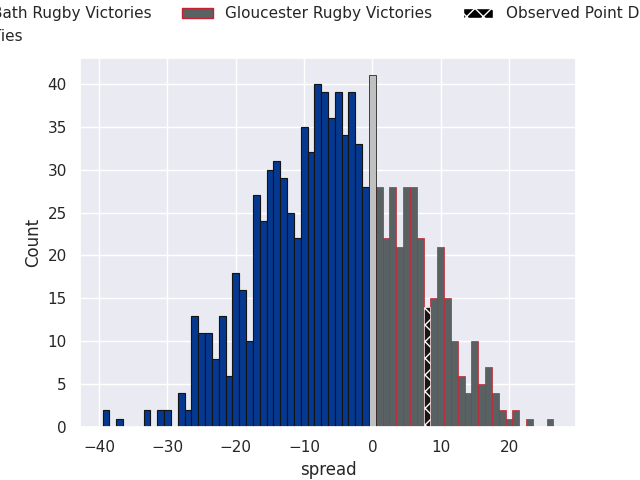 Bath Rugby Victories Gloucester Rugby Victories Observed Point D
Ties
40
35
30
25
20
15
10
5
0
Count
−40 −30 −20 −10 0 10 20
spread